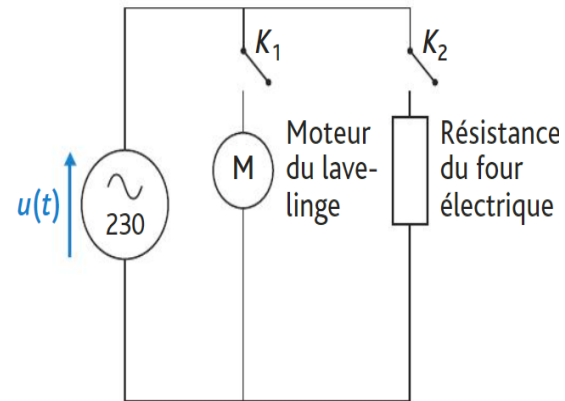 K₁
K₂
u(t)
230
M
Moteur
du lave-
linge
Résistance
du four
électrique